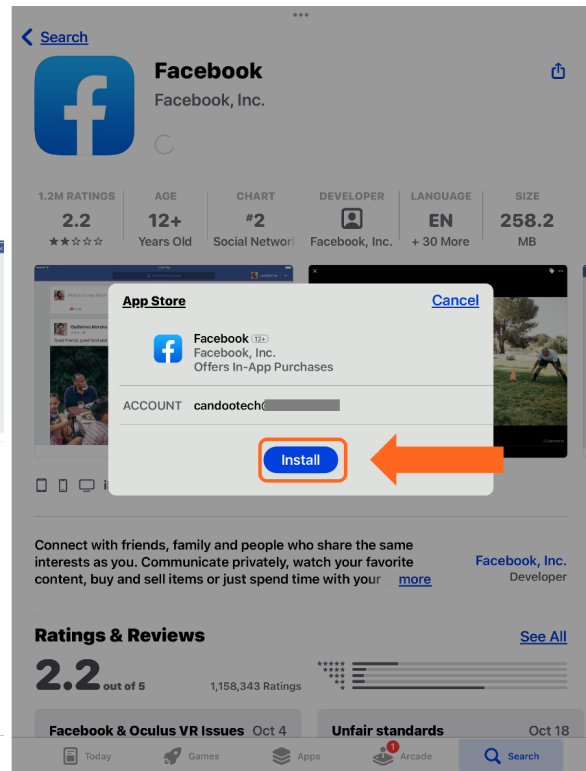 Search
Facebook
Facebook, Inc.
1.2M RATINGS
2.2
AGE
12+
Years Old
CHART
#2
Social Networ
DEVELOPER
Facebook, Inc.
LANGUAGE
EN
+ 30 More
SIZE
258.2
MB
App Store
Cancel
Facebook 12+
Facebook, Inc.
Offers In-App Purchases
ACCOUNT candootech
Install
Connect with friends, family and people who share the same
interests as you. Communicate privately, watch your favorite
content, buy and sell items or just spend time with your more
Facebook, Inc.
Developer
Ratings & Reviews
See All
2.2 out of 5
1,158,343 Ratings
Facebook & Oculus VR Issues Oct 4
Unfair standards Oct 18
Today
Games
Apps
1
Arcade
Search